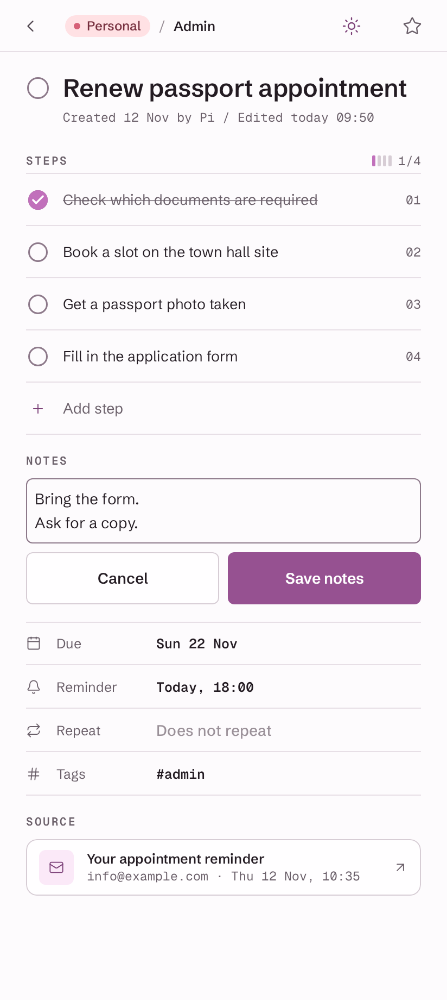 Personal / Admin
Renew passport appointment
Created 12 Nov by Pi / Edited today 09:50
STEPS 1/4
Check which documents are required 01
Book a slot on the town hall site 02
Get a passport photo taken 03
Fill in the application form 04
+ Add step
NOTES
Bring the form.
Ask for a copy.
Cancel Save notes
Due Sun 22 Nov
Reminder Today, 18:00
Repeat Does not repeat
Tags #admin
SOURCE
Your appointment reminder
info@example.com · Thu 12 Nov, 10:35